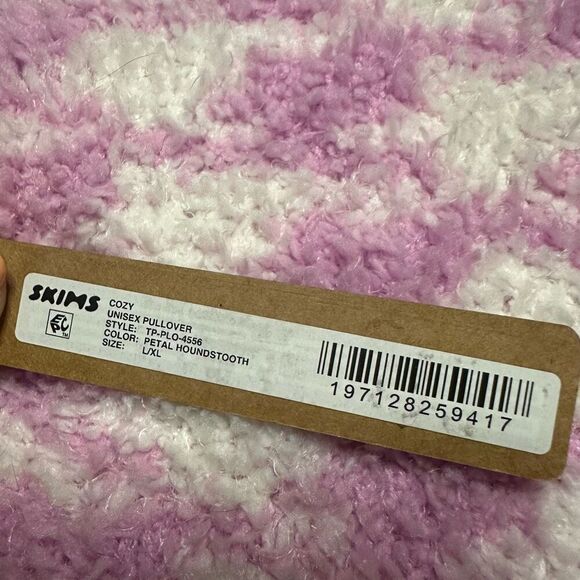 SKIMS
COZY
UNISEX PULLOVER
STYLE: TP-PLO-4556
COLOR: PETAL HOUNDSTOOTH
SIZE: L/XL
197128259417